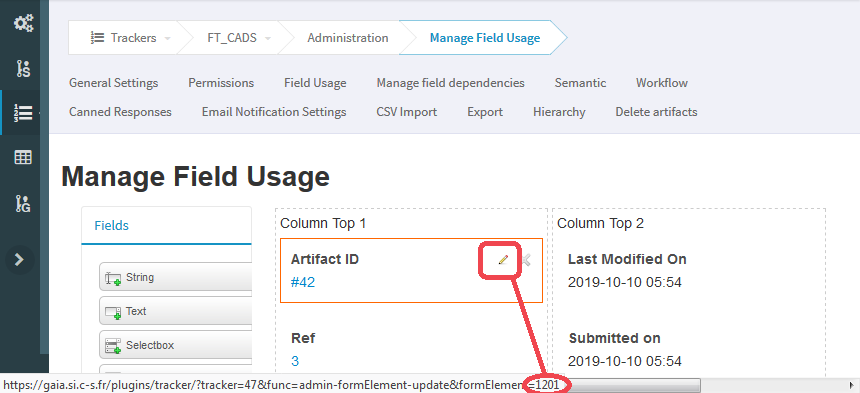 Trackers FT_CADS Administration Manage Field Usage
General Settings Permissions Field Usage Manage field dependencies Semantic Workflow
Canned Responses Email Notification Settings CSV Import Export Hierarchy Delete artifacts
Manage Field Usage
Fields
String
Text
Selectbox
Column Top 1
Artifact ID
#42
Ref
3
Column Top 2
Last Modified On
2019-10-10 05:54
Submitted on
2019-10-10 05:54
https://gaia.si.c-s.fr/plugins/tracker/?tracker=47&func=admin-formElement-update&formElement=1201